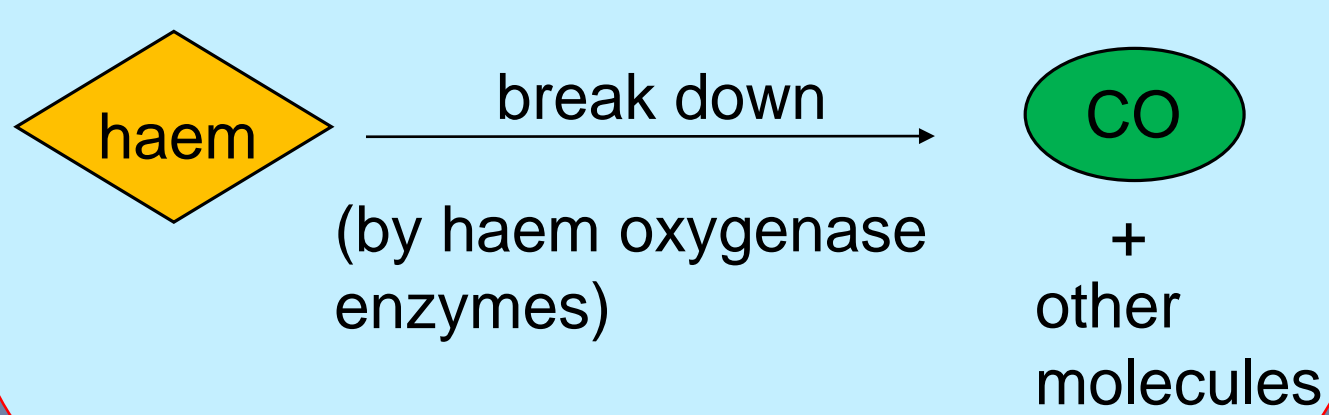 haem
break down
(by haem oxygenase
enzymes)
CO
+
other
molecules